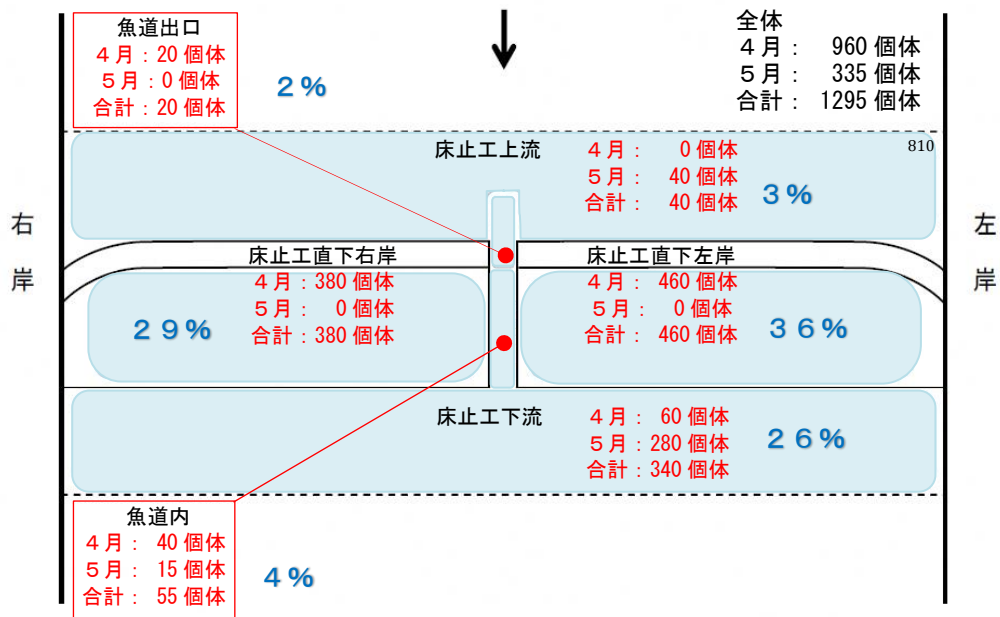 魚道出口
４月：20 個体
５月：0 個体
合計：20 個体
２％
全体
４月：　960 個体
５月：　335 個体
合計：　1295 個体
床止工上流
４月：　0 個体
５月：　40 個体
合計：　40 個体
810
３％
右
岸
左
岸
床止工直下右岸
４月：380 個体
５月：　0 個体
合計：380 個体
２９％
床止工直下左岸
４月：　460 個体
５月：　0 個体
合計：　460 個体
３６％
床止工下流
４月：　60 個体
５月：280 個体
合計：340 個体
２６％
魚道内
４月：　40 個体
５月：　15 個体
合計：　55 個体
４％